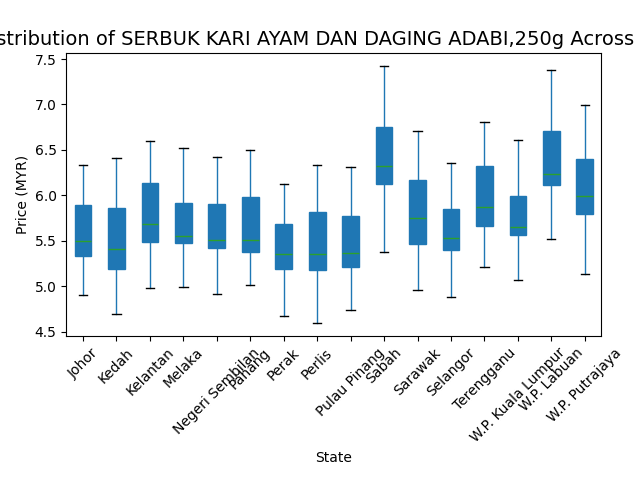 stribution of SERBUK KARI AYAM DAN DAGING ADABI,250g Across
7.5
7.0
6.5
6.0
5.5
5.0
4.5
Price (MYR)
Johor
Kedah
Kelantan
Melaka
Negeri Sembilan
Pahang
Perak
Perlis
Pulau Pinang
Sabah
Sarawak
Selangor
Terengganu
W.P. Kuala Lumpur
W.P. Labuan
W.P. Putrajaya
State